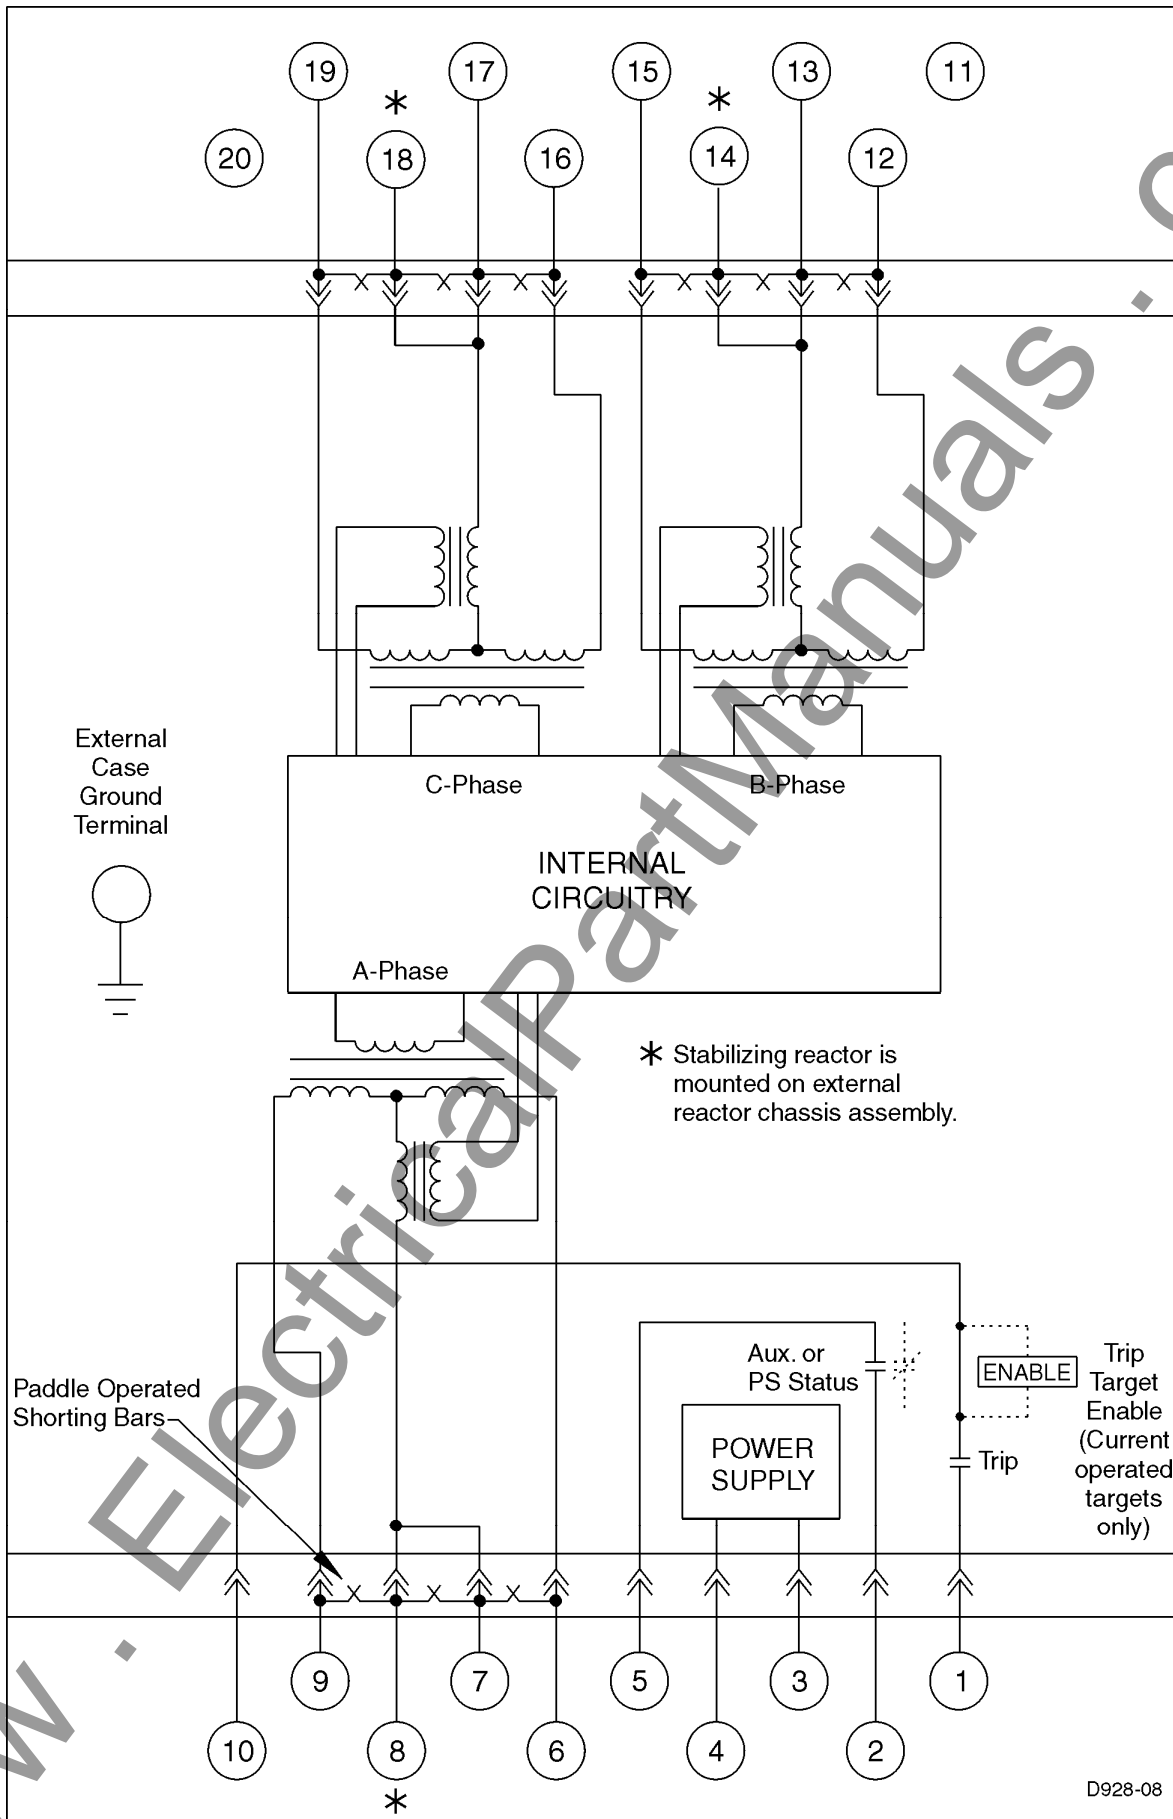 19
17
15
13
11
*
*
20
18
16
14
12
External
Case
Ground
Terminal
C-Phase
B-Phase
INTERNAL
CIRCUITRY
A-Phase
* Stabilizing reactor is
mounted on external
reactor chassis assembly.
Aux. or
PS Status
ENABLE
Trip
Target
Enable
(Current
operated
targets
only)
Trip
POWER
SUPPLY
Paddle Operated
Shorting Bars
9
7
5
3
1
10
8
6
4
2
*
D928-08
w . ElectricalPartManuals .